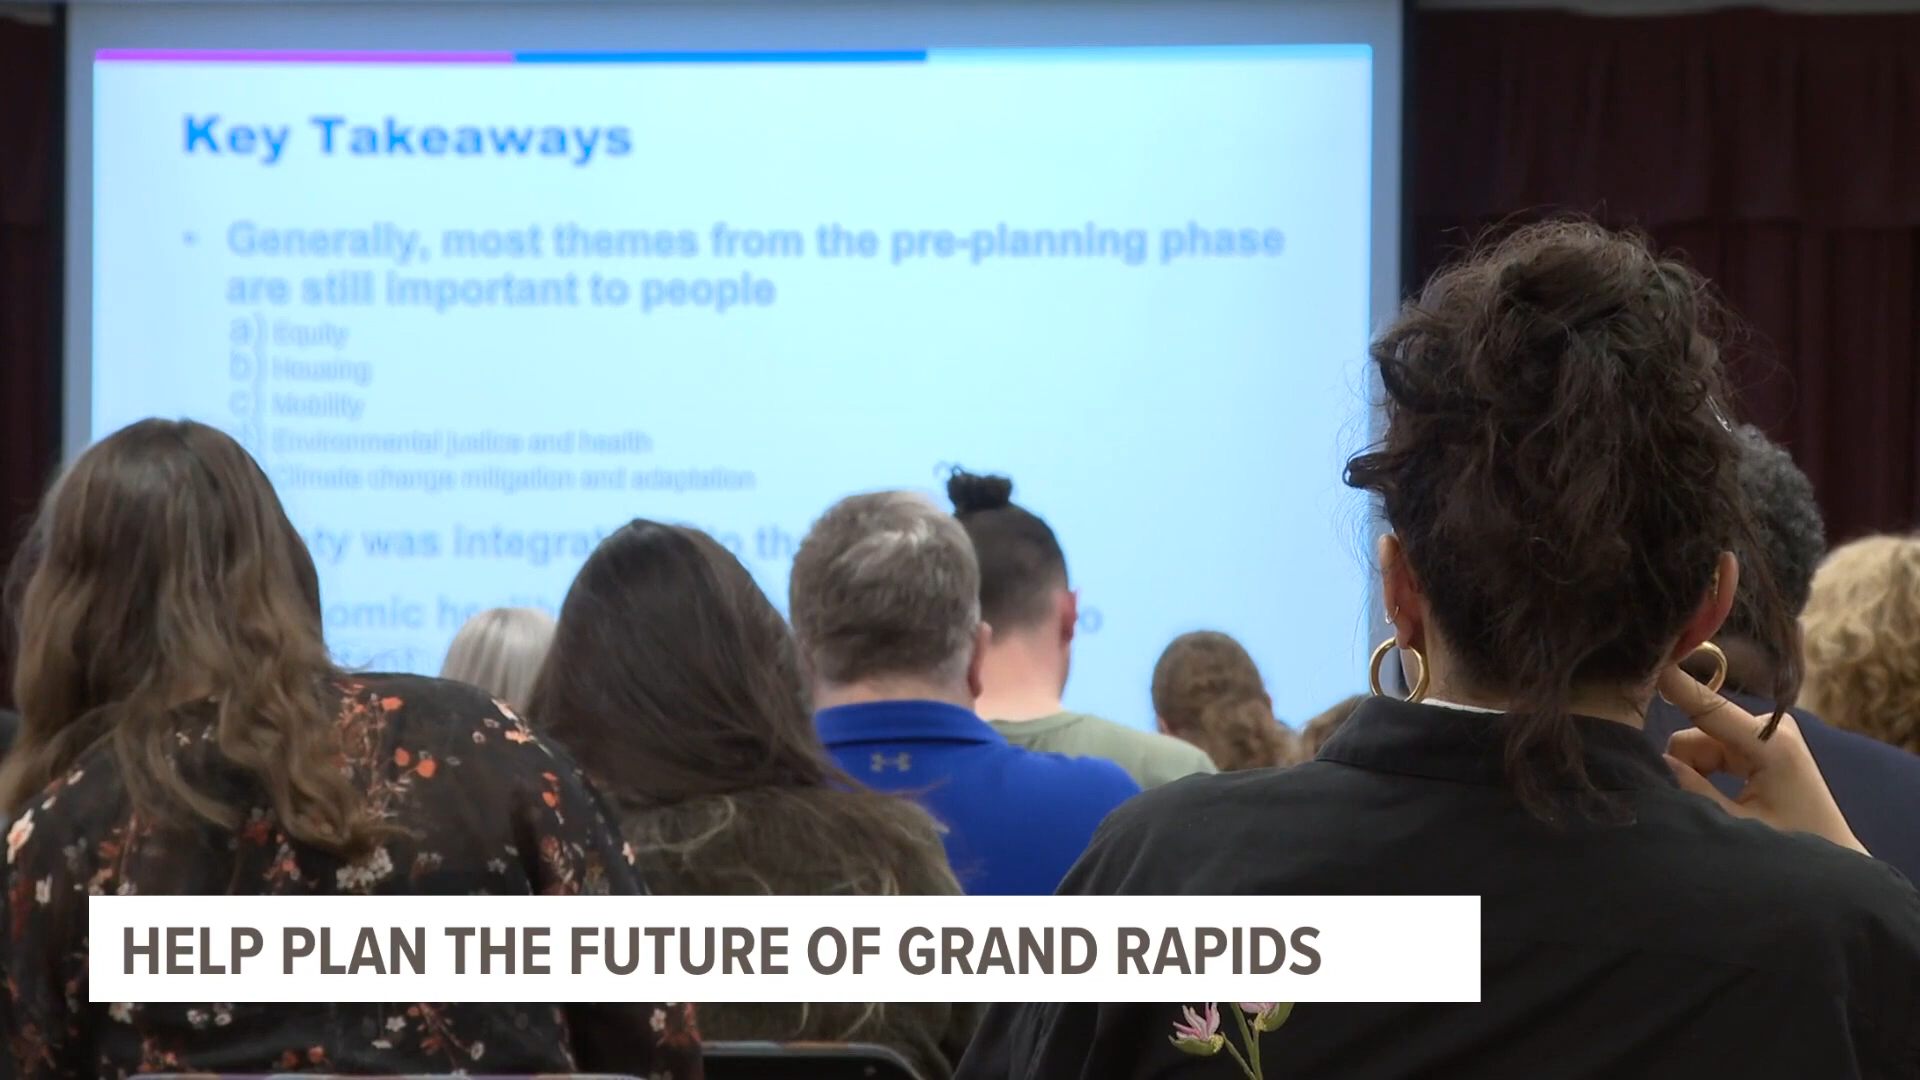 Key Takeaways
• Generally, most themes from the pre-planning phase
are still important to people
a) Equity
b) Housing
c) Mobility
Environmental justice and health
Climate change mitigation and adaptation
was
HELP PLAN THE FUTURE OF GRAND RAPIDS